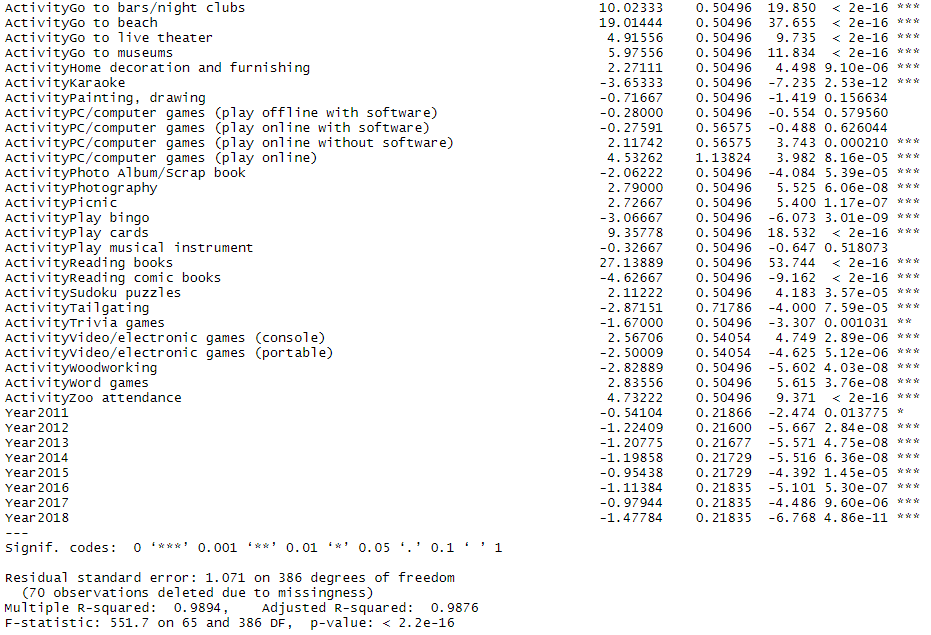 ActivityGo to bars/night clubs 10.02333 0.50496 19.850 < 2e-16 ***
ActivityGo to beach 19.01444 0.50496 37.655 < 2e-16 ***
ActivityGo to live theater 4.91556 0.50496 9.735 < 2e-16 ***
ActivityGo to museums 5.97556 0.50496 11.834 < 2e-16 ***
ActivityHome decoration and furnishing 2.27111 0.50496 4.498 9.10e-06 ***
ActivityKaraoke -3.65333 0.50496 -7.235 2.53e-12 ***
ActivityPainting, drawing -0.71667 0.50496 -1.419 0.156634
ActivityPC/computer games (play offline with software) -0.28000 0.50496 -0.554 0.579560
ActivityPC/computer games (play online with software) -0.27591 0.56575 -0.488 0.626044
ActivityPC/computer games (play online without software) 2.11742 0.56575 3.743 0.000210 ***
ActivityPC/computer games (play online) 4.53262 1.13824 3.982 8.16e-05 ***
ActivityPhoto Album/Scrap book -2.06222 0.50496 -4.084 5.39e-05 ***
ActivityPhotography 2.79000 0.50496 5.525 6.06e-08 ***
ActivityPicnic 2.72667 0.50496 5.400 1.17e-07 ***
ActivityPlay bingo -3.06667 0.50496 -6.073 3.01e-09 ***
ActivityPlay cards 9.35778 0.50496 18.532 < 2e-16 ***
ActivityPlay musical instrument -0.32667 0.50496 -0.647 0.518073
ActivityReading books 27.13889 0.50496 53.744 < 2e-16 ***
ActivityReading comic books -4.62667 0.50496 -9.162 < 2e-16 ***
ActivitySudoku puzzles 2.11222 0.50496 4.183 3.57e-05 ***
ActivityTailgating -2.87151 0.71786 -4.000 7.59e-05 ***
ActivityTrivia games -1.67000 0.50496 -3.307 0.001031 **
ActivityVideo/electronic games (console) 2.56706 0.54054 4.749 2.89e-06 ***
ActivityVideo/electronic games (portable) -2.50009 0.54054 -4.625 5.12e-06 ***
ActivityWoodworking -2.82889 0.50496 -5.602 4.03e-08 ***
ActivityWord games 2.83556 0.50496 5.615 3.76e-08 ***
ActivityZoo attendance 4.73222 0.50496 9.371 < 2e-16 ***
Year2011 -0.54104 0.21866 -2.474 0.013775 *
Year2012 -1.22409 0.21600 -5.667 2.84e-08 ***
Year2013 -1.20775 0.21677 -5.571 4.75e-08 ***
Year2014 -1.19858 0.21729 -5.516 6.36e-08 ***
Year2015 -0.95438 0.21729 -4.392 1.45e-05 ***
Year2016 -1.11384 0.21835 -5.101 5.30e-07 ***
Year2017 -0.97944 0.21835 -4.486 9.60e-06 ***
Year2018 -1.47784 0.21835 -6.768 4.86e-11 ***
---
Signif. codes: 0 ‘***’ 0.001 ‘**’ 0.01 ‘*’ 0.05 ‘.’ 0.1 ‘ ’ 1
Residual standard error: 1.071 on 386 degrees of freedom
(70 observations deleted due to missingness)
Multiple R-squared: 0.9894, Adjusted R-squared: 0.9876
F-statistic: 551.7 on 65 and 386 DF, p-value: < 2.2e-16